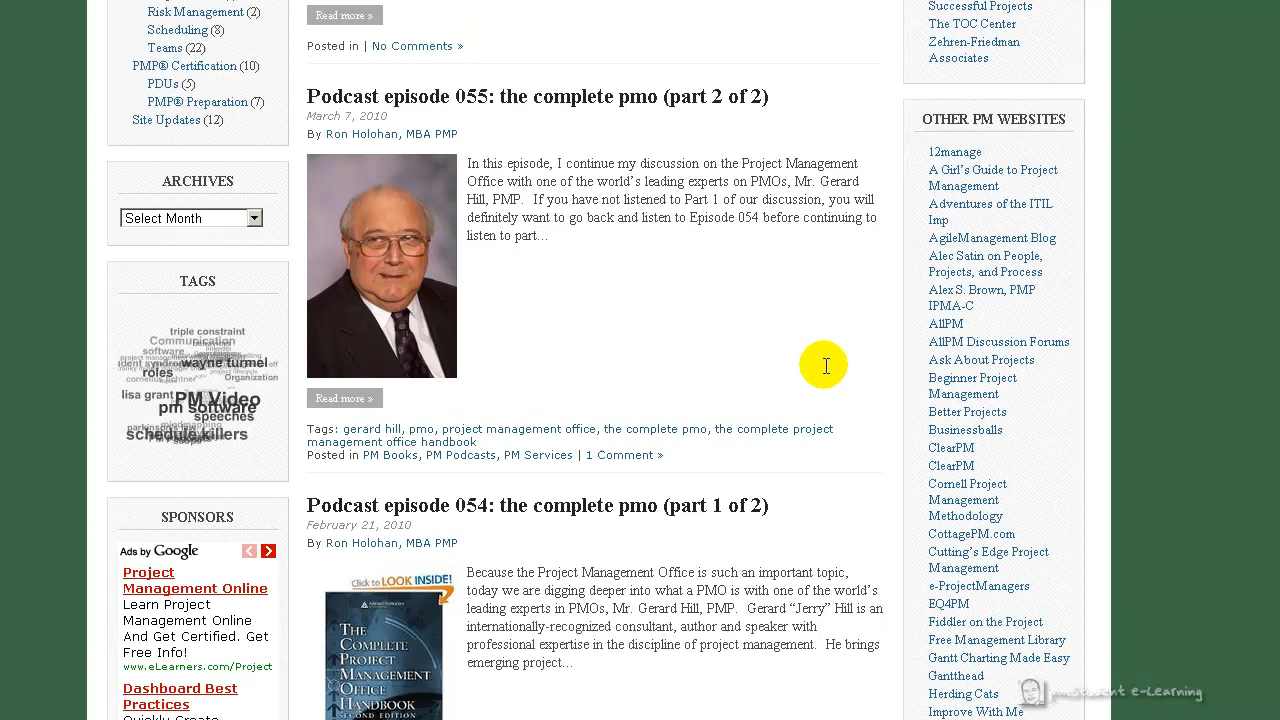 Risk Management (2)
Scheduling (8)
Teams (22)
PMP® Certification (10)
PDUs (5)
PMP® Preparation (7)
Site Updates (12)
ARCHIVES
Select Month
TAGS
triple constraint
Communication
software
wayne turmel
roles
Organization
lisa grant
PM Video
pm software
speeches
schedule killers
SPONSORS
Ads by Google
Project
Management Online
Learn Project
Management Online
And Get Certified. Get
Free Info!
www.eLearners.com/Project
Dashboard Best
Practices
Quickly Create
Read more »
Posted in | No Comments »
Podcast episode 055: the complete pmo (part 2 of 2)
March 7, 2010
By Ron Holohan, MBA PMP
In this episode, I continue my discussion on the Project Management
Office with one of the world's leading experts on PMOs, Mr. Gerard
Hill, PMP. If you have not listened to Part 1 of our discussion, you will
definitely want to go back and listen to Episode 054 before continuing to
listen to part...
Read more »
Tags: gerard hill, pmo, project management office, the complete pmo, the complete project
management office handbook
Posted in PM Books, PM Podcasts, PM Services | 1 Comment »
Podcast episode 054: the complete pmo (part 1 of 2)
February 21, 2010
By Ron Holohan, MBA PMP
Click to LOOK INSIDE!
THE
COMPLETE
PROJECT
MANAGEMENT
OFFICE
HANDBOOK
SECOND EDITION
Because the Project Management Office is such an important topic,
today we are digging deeper into what a PMO is with one of the world's
leading experts on PMOs, Mr. Gerard Hill, PMP. Gerard “Jerry” Hill is an
internationally-recognized consultant, author and speaker with
professional expertise in the discipline of project management. He brings
emerging project...
Successful Projects
The TOC Center
Zehren-Friedman
Associates
OTHER PM WEBSITES
12manage
A Girl's Guide to Project
Management
Adventures of the ITIL
Imp
AgileManagement Blog
Alec Satin on People,
Projects, and Process
Alex S. Brown, PMP
IPMA-C
AllPM
AllPM Discussion Forums
Ask About Projects
Beginner Project
Management
Better Projects
Businessballs
ClearPM
ClearPM
Cornell Project
Management
Methodology
CottagePM.com
Cutting's Edge Project
Management
e-ProjectManagers
EQ4PM
Fiddler on the Project
Free Management Library
Gantt Charting Made Easy
Gantthead
Herding Cats
Improve With Me
pmstudent e-Learning